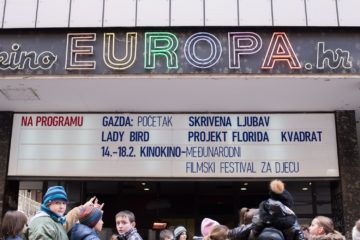 kino EUROPA.hr
NA PROGRAMU GAZDA: POČETAK SKRIVENA LJUBAV
LADY BIRD PROJEKT FLORIDA KVADRAT
14.-18.2. KINOKINO-MEĐUNARODNI
FILMSKI FESTIVAL ZA DJECU